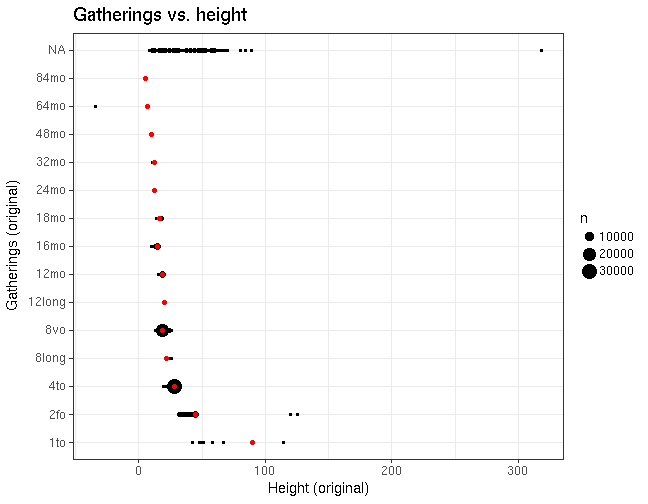 Gatherings vs. height
NA
84mo
64mo
48mo
32mo
24mo
18mo
16mo
12mo
12long
8vo
8long
4to
2fo
1to
Gatherings (original)
0 100 200 300
Height (original)
n
10000
20000
30000